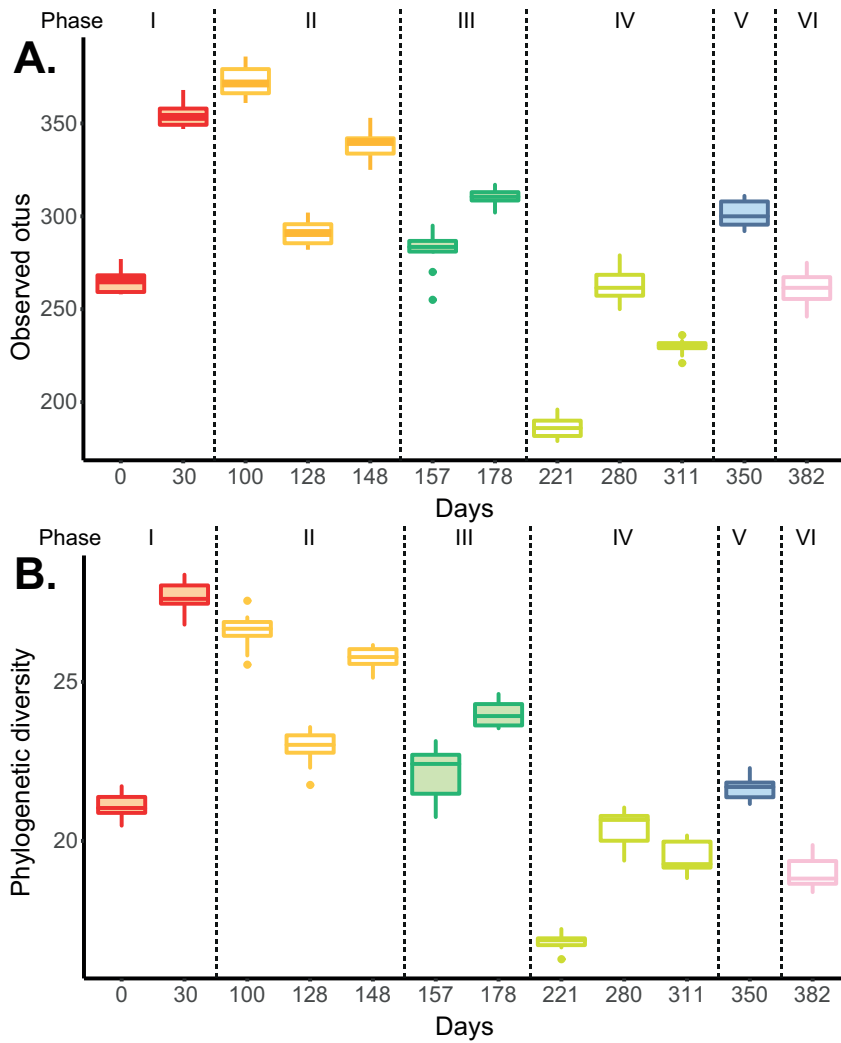 Phase I II III IV V VI
A.
Observed otus
350
300
250
200
0 30 100 128 148 157 178 221 280 311 350 382
Days
Phase I II III IV V VI
B.
Phylogenetic diversity
25
20
0 30 100 128 148 157 178 221 280 311 350 382
Days